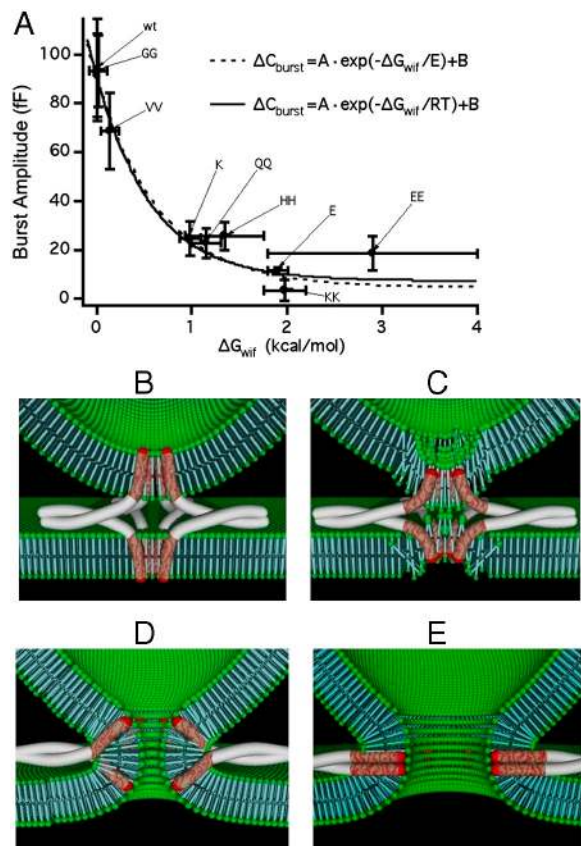 A
wt
GG
VV
K
QQ
HH
E
EE
KK
ΔC_burst=A·exp(-ΔG_wif/E)+B
ΔC_burst=A·exp(-ΔG_wif/RT)+B
Burst Amplitude (fF)
100
80
60
40
20
0
0 1 2 3 4
ΔG_wif (kcal/mol)
B C
D E